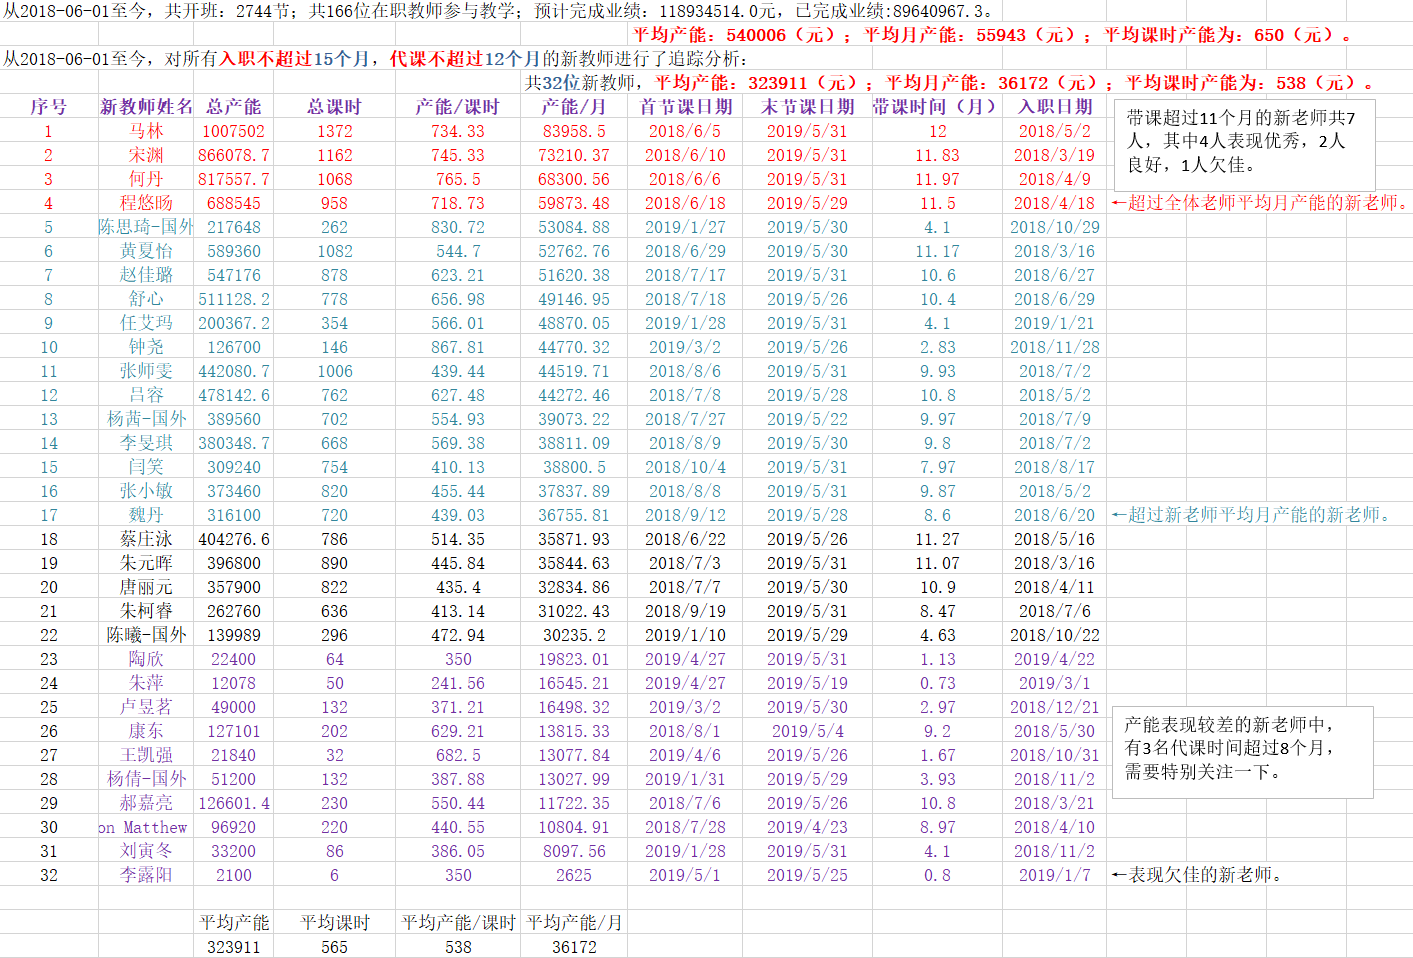 从2018-06-01至今，共开班：2744节；共166位在职教师参与教学；预计完成业绩：118934514.0元，已完成业绩:89640967.3。
平均产能：540006（元）；平均月产能：55943（元）；平均课时产能为：650（元）。
从2018-06-01至今，对所有入职不超过15个月，代课不超过12个月的新教师进行了追踪分析：
共32位新教师，平均产能：323911（元）；平均月产能：36172（元）；平均课时产能为：538（元）。
序号 新教师姓名 总产能 总课时 产能/课时 产能/月 首节课日期 末节课日期 带课时间（月） 入职日期
1 马林 1007502 1372 734.33 83958.5 2018/6/5 2019/5/31 12 2018/5/2
2 宋渊 866078.7 1162 745.33 73210.37 2018/6/10 2019/5/31 11.83 2018/3/19
3 何丹 817557.7 1068 765.5 68300.56 2018/6/6 2019/5/31 11.97 2018/4/9
带课超过11个月的新老师共7
人，其中4人表现优秀，2人
良好，1人欠佳。
4 程悠旸 688545 958 718.73 59873.48 2018/6/18 2019/5/29 11.5 2018/4/18 ←超过全体老师平均月产能的新老师。
5 陈思琦-国外 217648 262 830.72 53084.88 2019/1/27 2019/5/30 4.1 2018/10/29
6 黄夏怡 589360 1082 544.7 52762.76 2018/6/29 2019/5/30 11.17 2018/3/16
7 赵佳璐 547176 878 623.21 51620.38 2018/7/17 2019/5/31 10.6 2018/6/27
8 舒心 511128.2 778 656.98 49146.95 2018/7/18 2019/5/26 10.4 2018/6/29
9 任艾玛 200367.2 354 566.01 48870.05 2019/1/28 2019/5/31 4.1 2019/1/21
10 钟尧 126700 146 867.81 44770.32 2019/3/2 2019/5/26 2.83 2018/11/28
11 张师雯 442080.7 1006 439.44 44519.71 2018/8/6 2019/5/31 9.93 2018/7/2
12 吕容 478142.6 762 627.48 44272.46 2018/7/8 2019/5/28 10.8 2018/5/2
13 杨茜-国外 389560 702 554.93 39073.22 2018/7/27 2019/5/22 9.97 2018/7/9
14 李旻琪 380348.7 668 569.38 38811.09 2018/8/9 2019/5/30 9.8 2018/7/2
15 闫笑 309240 754 410.13 38800.5 2018/10/4 2019/5/31 7.97 2018/8/17
16 张小敏 373460 820 455.44 37837.89 2018/8/8 2019/5/31 9.87 2018/5/2
17 魏丹 316100 720 439.03 36755.81 2018/9/12 2019/5/28 8.6 2018/6/20 ←超过新老师平均月产能的新老师。
18 蔡庄泳 404276.6 786 514.35 35871.93 2018/6/22 2019/5/26 11.27 2018/5/16
19 朱元晖 396800 890 445.84 35844.63 2018/7/3 2019/5/31 11.07 2018/3/16
20 唐丽元 357900 822 435.4 32834.86 2018/7/7 2019/5/30 10.9 2018/4/11
21 朱柯睿 262760 636 413.14 31022.43 2018/9/19 2019/5/31 8.47 2018/7/6
22 陈曦-国外 139989 296 472.94 30235.2 2019/1/10 2019/5/29 4.63 2018/10/22
23 陶欣 22400 64 350 19823.01 2019/4/27 2019/5/31 1.13 2019/4/22
24 朱萍 12078 50 241.56 16545.21 2019/4/27 2019/5/19 0.73 2019/3/1
25 卢昱茗 49000 132 371.21 16498.32 2019/3/2 2019/5/30 2.97 2018/12/21
26 康东 127101 202 629.21 13815.33 2018/8/1 2019/5/4 9.2 2018/5/30
27 王凯强 21840 32 682.5 13077.84 2019/4/6 2019/5/26 1.67 2018/10/31
28 杨倩-国外 51200 132 387.88 13027.99 2019/1/31 2019/5/29 3.93 2018/11/2
产能表现较差的新老师中，
有3名代课时间超过8个月，
需要特别关注一下。
29 郝嘉亮 126601.4 230 550.44 11722.35 2018/7/6 2019/5/26 10.8 2018/3/21
30 on Matthew 96920 220 440.55 10804.91 2018/7/28 2019/4/23 8.97 2018/4/10
31 刘寅冬 33200 86 386.05 8097.56 2019/1/28 2019/5/31 4.1 2018/11/2
32 李露阳 2100 6 350 2625 2019/5/1 2019/5/25 0.8 2019/1/7 ←表现欠佳的新老师。
平均产能 平均课时 平均产能/课时 平均产能/月
323911 565 538 36172